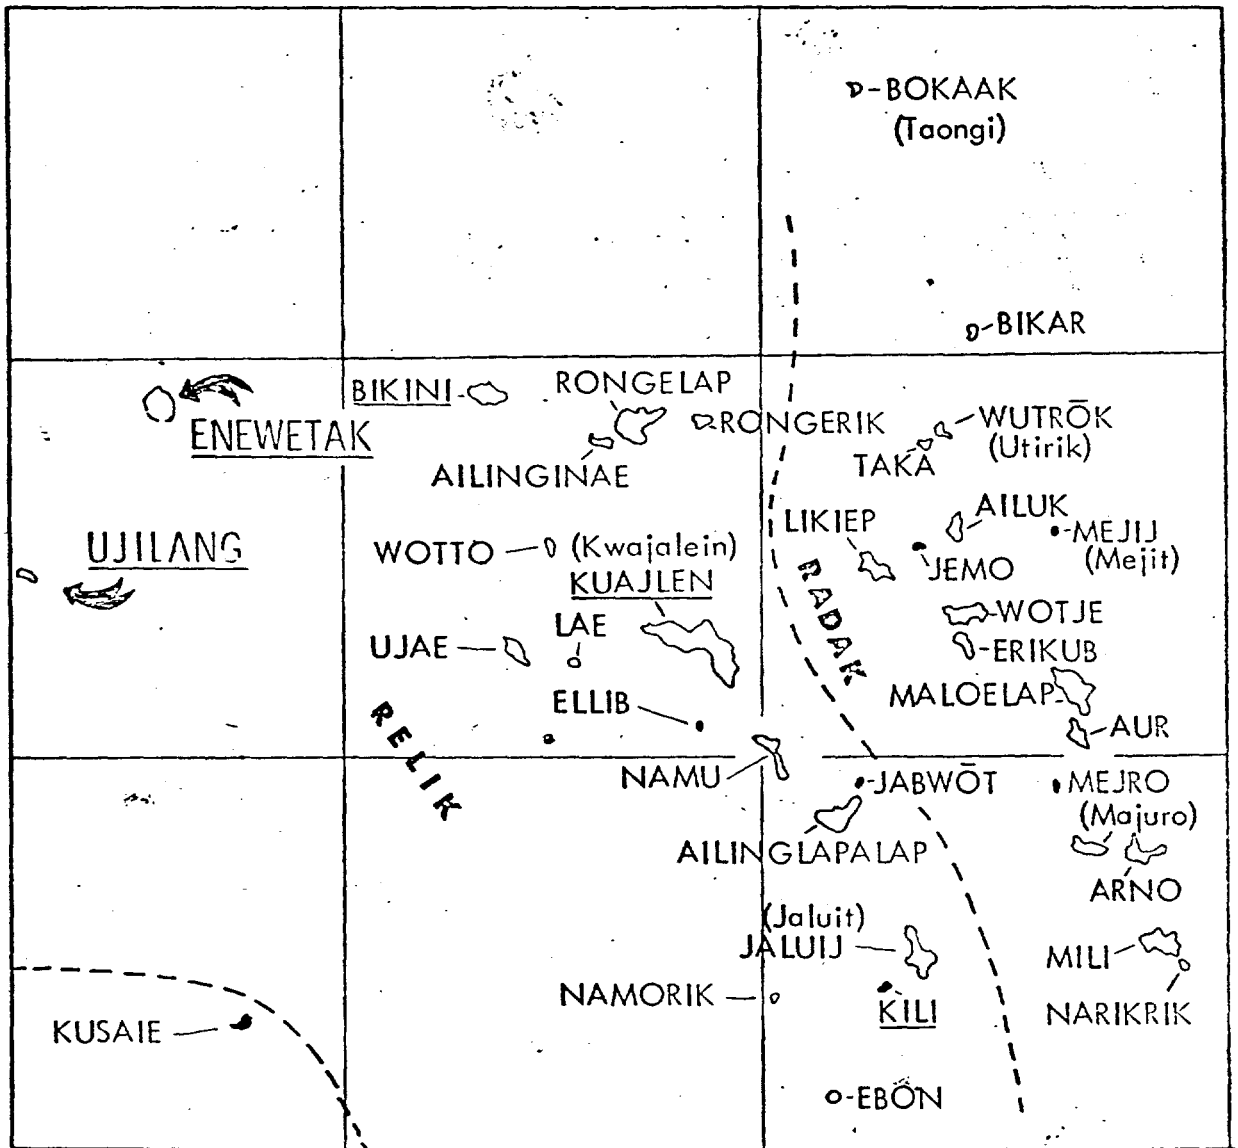 BOKAAK
(Taongi)
BIKAR
BIKINI
RONGELAP
RONGERIK
WUTRŌK
(Utirik)
ENEWETAK
TAKA
AILINGINAE
LIKIEP
AILUK
MEJIJ
(Mejit)
UJILANG
WOTTO
(Kwajalein)
KUAJLEN
JEMO
RADAK
WOTJE
LAE
UJAE
ERIKUB
ELLIB
MALOELAP
AUR
RELIK
NAMU
JABWŌT
MEJRO
(Majuro)
AILINGLAPALAP
ARNO
(Jaluit)
JALUIJ
MILI
NAMORIK
KILI
NARIKRIK
KUSAIE
EBŌN